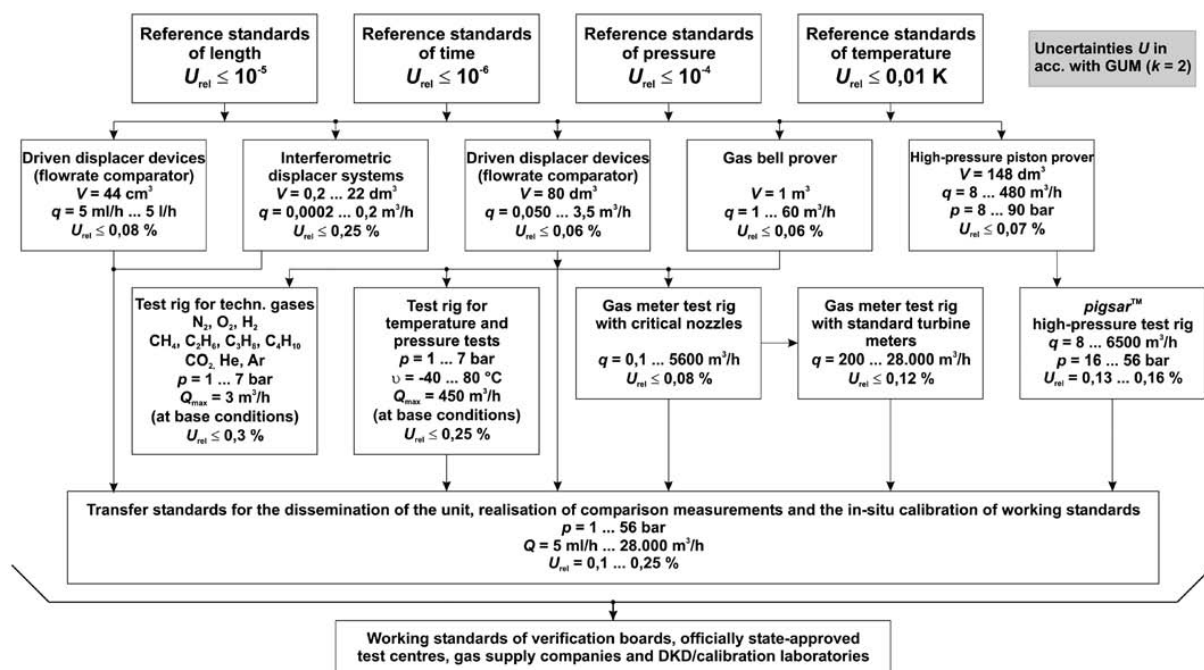 Reference standards
of length
Urel ≤ 10⁻⁵
Reference standards
of time
Urel ≤ 10⁻⁶
Reference standards
of pressure
Urel ≤ 10⁻⁴
Reference standards
of temperature
Urel ≤ 0,01 K
Uncertainties U in
acc. with GUM (k = 2)
Driven displacer devices
(flowrate comparator)
V = 44 cm³
q = 5 ml/h ... 5 l/h
Urel ≤ 0,08 %
Interferometric
displacer systems
V = 0,2 ... 22 dm³
q = 0,0002 ... 0,2 m³/h
Urel ≤ 0,25 %
Driven displacer devices
(flowrate comparator)
V = 80 dm³
q = 0,050 ... 3,5 m³/h
Urel ≤ 0,06 %
Gas bell prover
V = 1 m³
q = 1 ... 60 m³/h
Urel ≤ 0,06 %
High-pressure piston prover
V = 148 dm³
q = 8 ... 480 m³/h
p = 8 ... 90 bar
Urel ≤ 0,07 %
Test rig for techn. gases
N₂, O₂, H₂
CH₄, C₂H₆, C₃H₈, C₄H₁₀
CO₂, He, Ar
p = 1 ... 7 bar
Qmax = 3 m³/h
(at base conditions)
Urel ≤ 0,3 %
Test rig for
temperature and
pressure tests
p = 1 ... 7 bar
υ = -40 ... 80 °C
Qmax = 450 m³/h
(at base conditions)
Urel ≤ 0,25 %
Gas meter test rig
with critical nozzles
q = 0,1 ... 5600 m³/h
Urel ≤ 0,08 %
Gas meter test rig
with standard turbine
meters
q = 200 ... 28.000 m³/h
Urel ≤ 0,12 %
pigsar™
high-pressure test rig
q = 8 ... 6500 m³/h
p = 16 ... 56 bar
Urel = 0,13 ... 0,16 %
Transfer standards for the dissemination of the unit, realisation of comparison measurements and the in-situ calibration of working standards
p = 1 ... 56 bar
Q = 5 ml/h ... 28.000 m³/h
Urel = 0,1 ... 0,25 %
Working standards of verification boards, officially state-approved
test centres, gas supply companies and DKD/calibration laboratories